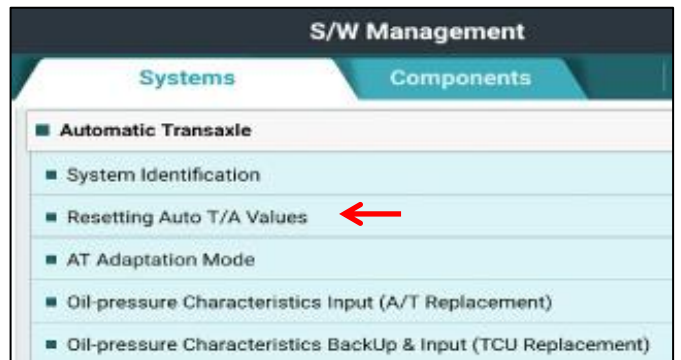 S/W Management
Systems
Components
Automatic Transaxle
System Identification
Resetting Auto T/A Values
AT Adaptation Mode
Oil-pressure Characteristics Input (A/T Replacement)
Oil-pressure Characteristics BackUp & Input (TCU Replacement)